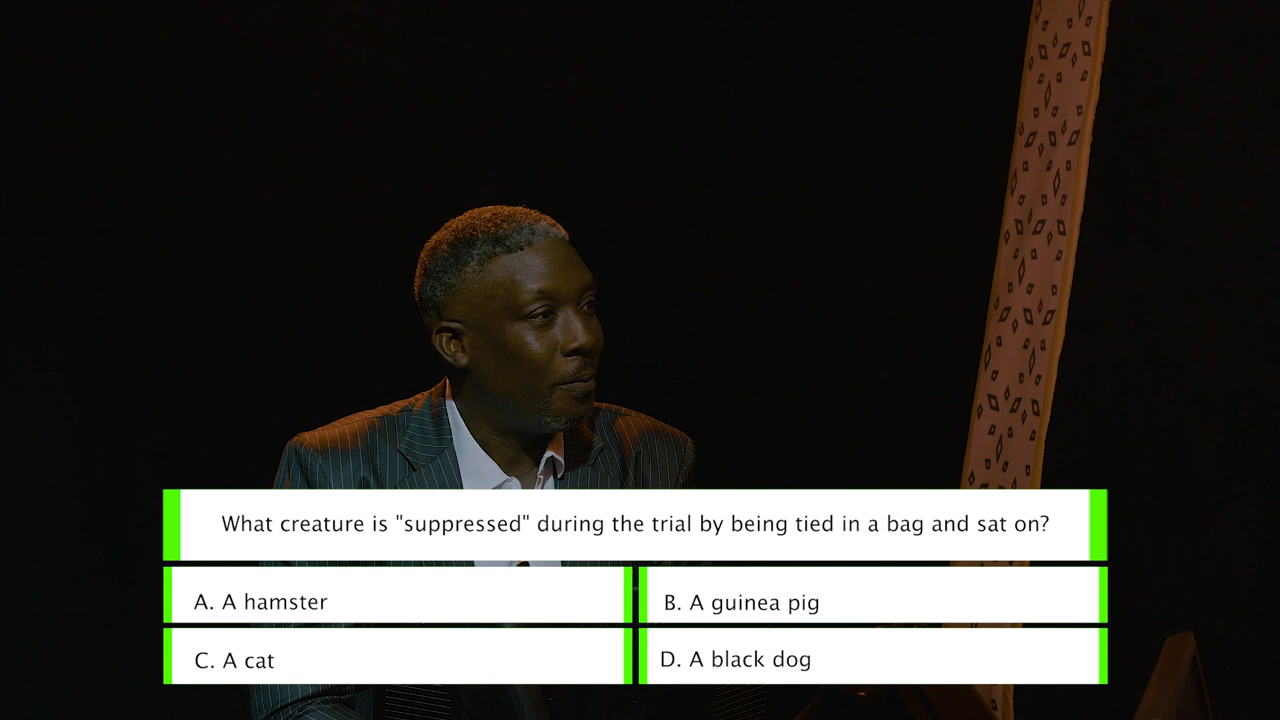 What creature is "suppressed" during the trial by being tied in a bag and sat on?
A. A hamster
B. A guinea pig
C. A cat
D. A black dog